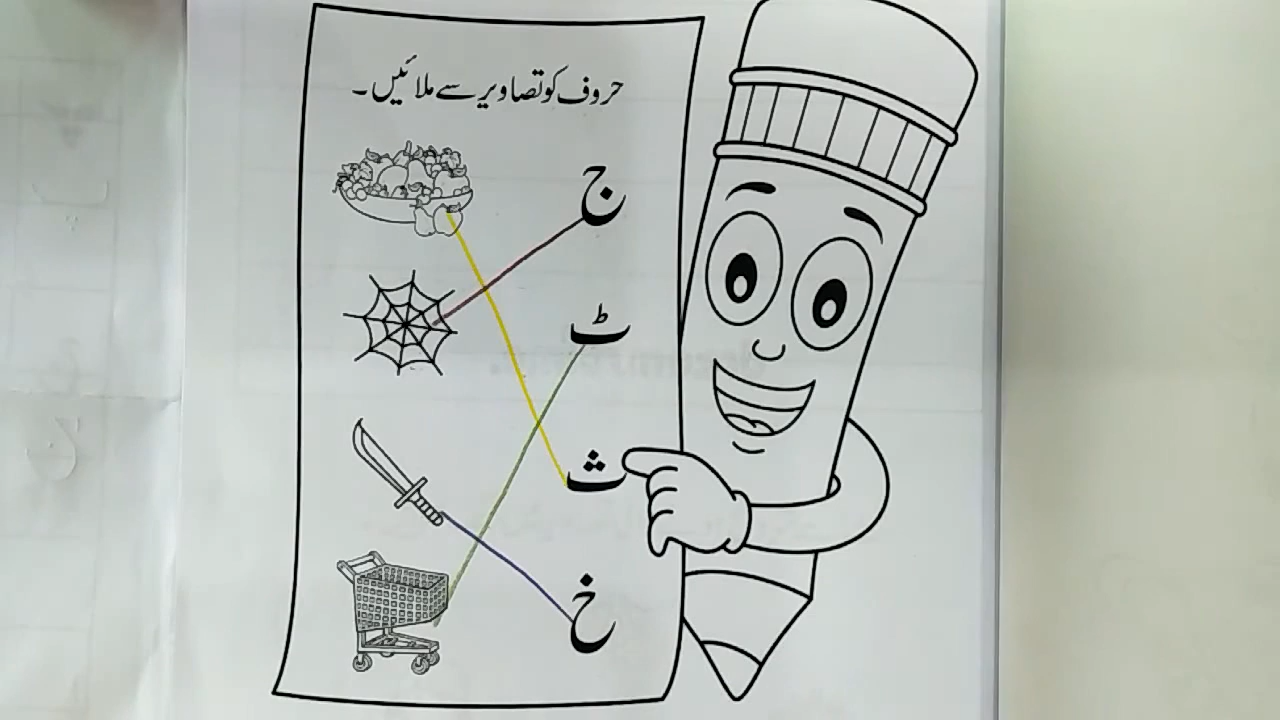 حروف کو تصاویر سے ملائیں۔
ج
ٹ
ث
خ